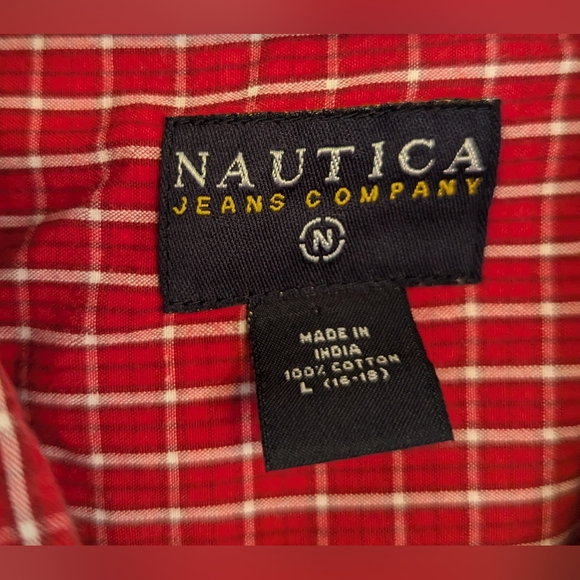 NAUTICA
JEANS COMPANY
N
MADE IN
INDIA
100% COTTON
L (16-18)